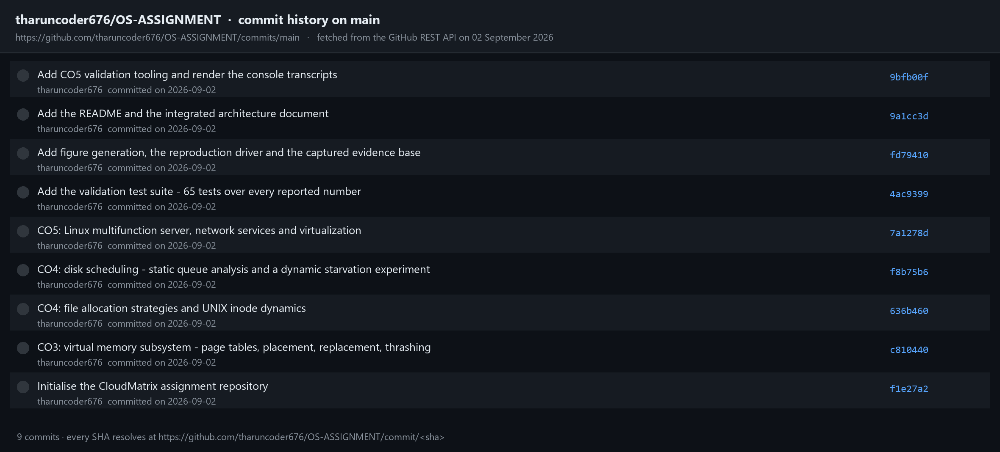 tharuncoder676/OS-ASSIGNMENT · commit history on main
https://github.com/tharuncoder676/OS-ASSIGNMENT/commits/main · fetched from the GitHub REST API on 02 September 2026
Add CO5 validation tooling and render the console transcripts
9bfb00f
tharuncoder676 committed on 2026-09-02
Add the README and the integrated architecture document
9a1cc3d
tharuncoder676 committed on 2026-09-02
Add figure generation, the reproduction driver and the captured evidence base
fd79410
tharuncoder676 committed on 2026-09-02
Add the validation test suite - 65 tests over every reported number
4ac9399
tharuncoder676 committed on 2026-09-02
CO5: Linux multifunction server, network services and virtualization
7a1278d
tharuncoder676 committed on 2026-09-02
CO4: disk scheduling - static queue analysis and a dynamic starvation experiment
f8b75b6
tharuncoder676 committed on 2026-09-02
CO4: file allocation strategies and UNIX inode dynamics
636b460
tharuncoder676 committed on 2026-09-02
CO3: virtual memory subsystem - page tables, placement, replacement, thrashing
c810440
tharuncoder676 committed on 2026-09-02
Initialise the CloudMatrix assignment repository
f1e27a2
tharuncoder676 committed on 2026-09-02
9 commits · every SHA resolves at https://github.com/tharuncoder676/OS-ASSIGNMENT/commit/<sha>